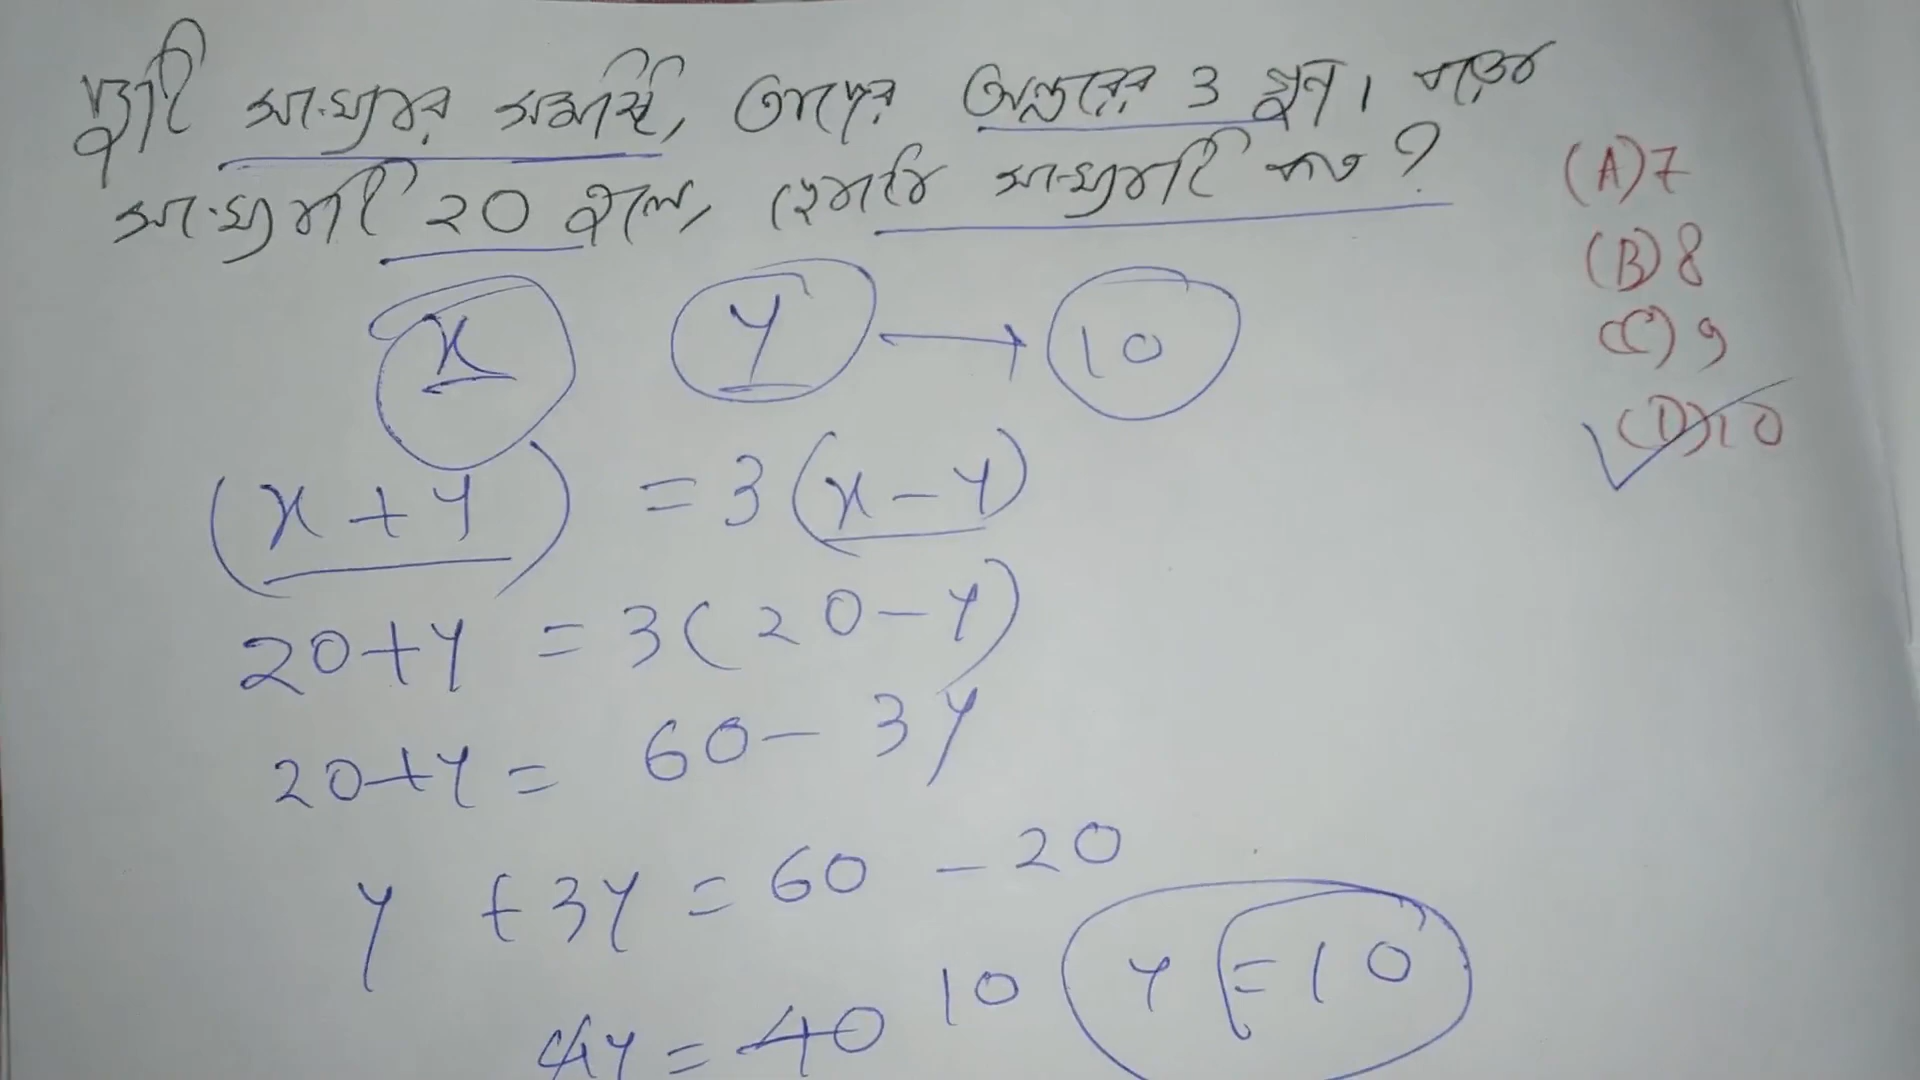 দুটি সংখ্যার সমষ্টি, তাদের অন্তরের 3 গুন। বড়ো
সংখ্যাটি 20 হলে, ছোটো সংখ্যাটি কত?
(A) 7
(B) 8
(C) 9
(D) 10
x y → 10
(x+y) = 3(x-y)
20+y = 3(20-y)
20+y = 60-3y
y +3y = 60-20
4y = 40 10
y = 10